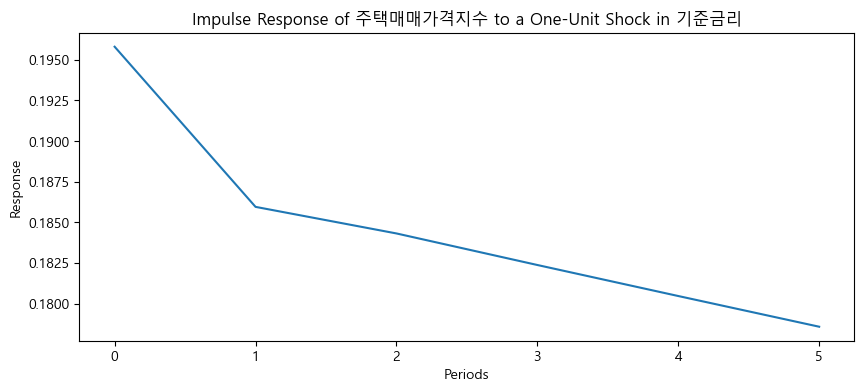 Impulse Response of 주택매매가격지수 to a One-Unit Shock in 기준금리
0.1950
0.1925
0.1900
0.1875
0.1850
0.1825
0.1800
Response
0 1 2 3 4 5
Periods